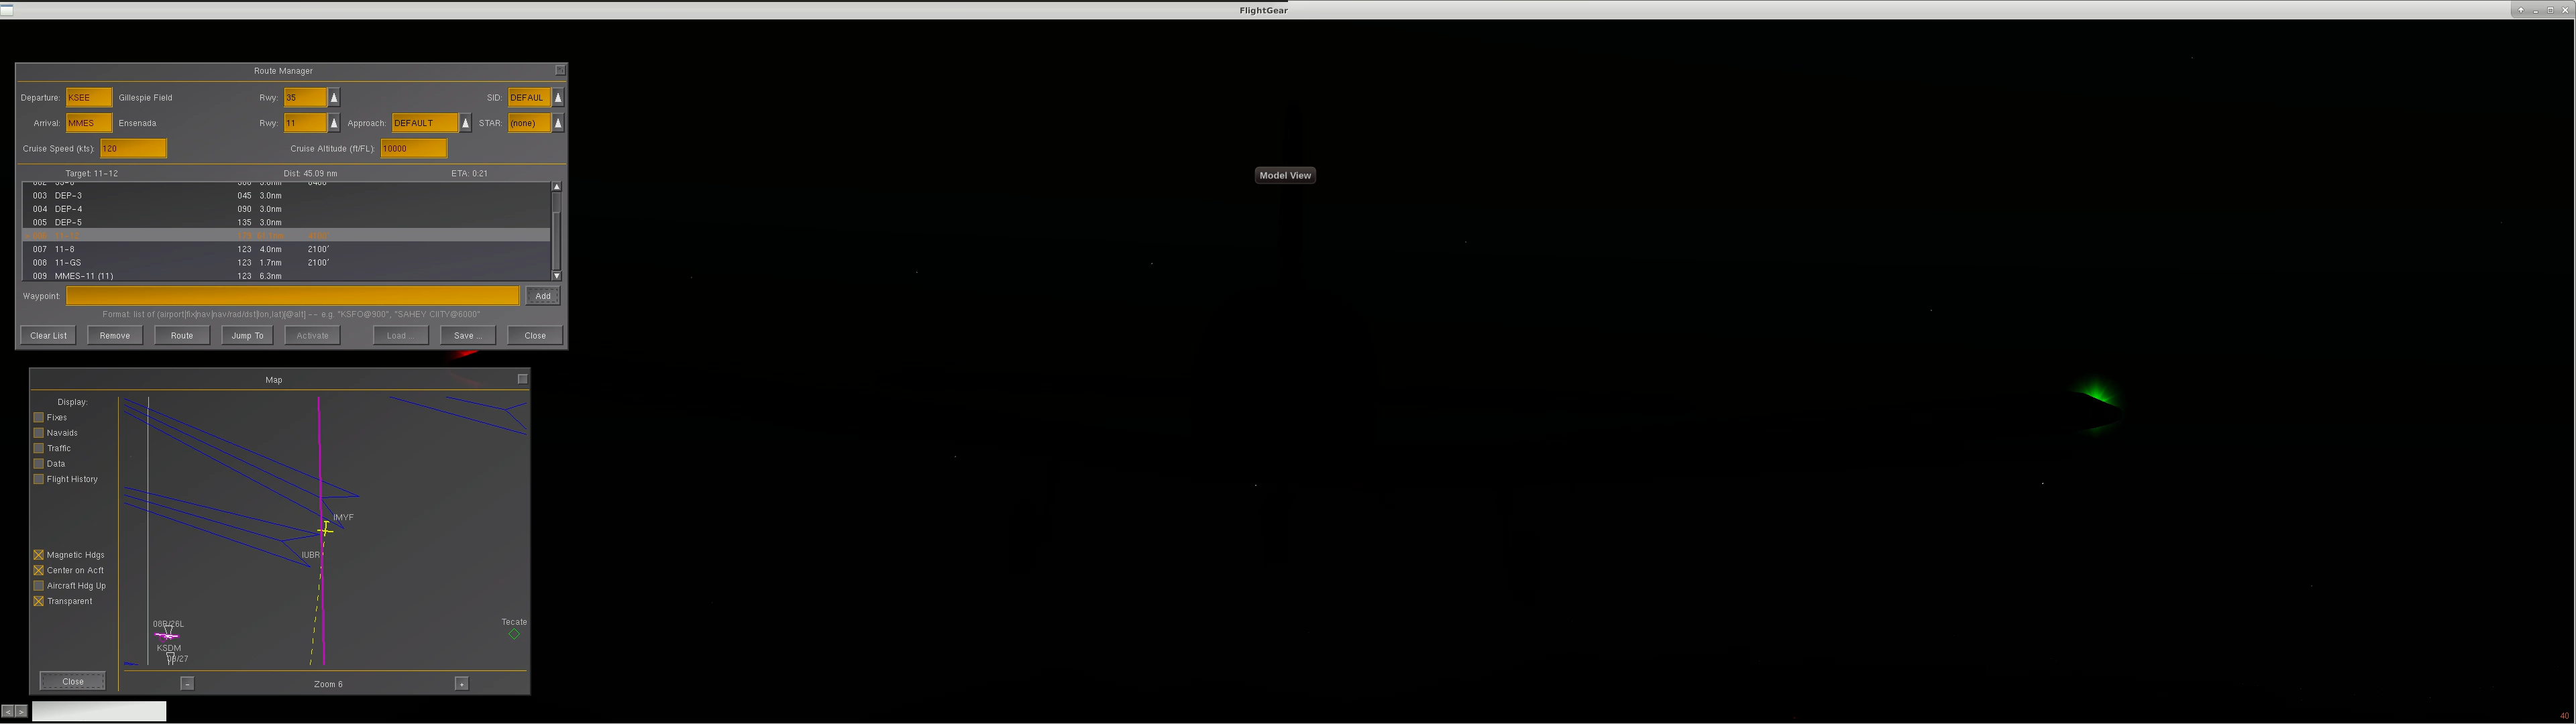 FlightGear
Route Manager
Departure: KSEE Gillespie Field Rwy: 35 SID: DEFAUL
Arrival: MMES Ensenada Rwy: 11 Approach: DEFAULT STAR: (none)
Cruise Speed (kts): 120 Cruise Altitude (ft/FL): 10000
Target: 11-12 Dist: 45.09 nm ETA: 0:21
003 DEP-3 045 3.0nm
004 DEP-4 090 3.0nm
005 DEP-5 135 3.0nm
007 11-8 123 4.0nm 2100'
008 11-GS 123 1.7nm 2100'
009 MMES-11 (11) 123 6.3nm
Waypoint: Add
Format: list of (airport|fix|nav|nav/rad/dst|lon,lat)[@alt] -- e.g. "KSFO@900", "SAHEY CIITY@6000"
Clear List Remove Route Jump To Activate Load ... Save ... Close
Model View
Map
Display:
Fixes
Navaids
Traffic
Data
Flight History
Magnetic Hdgs
Center on Acft
Aircraft Hdg Up
Transparent
Close
IMYF
IUBR
08R/26L
KSDM
Tecate
- Zoom 6 +
< >
40